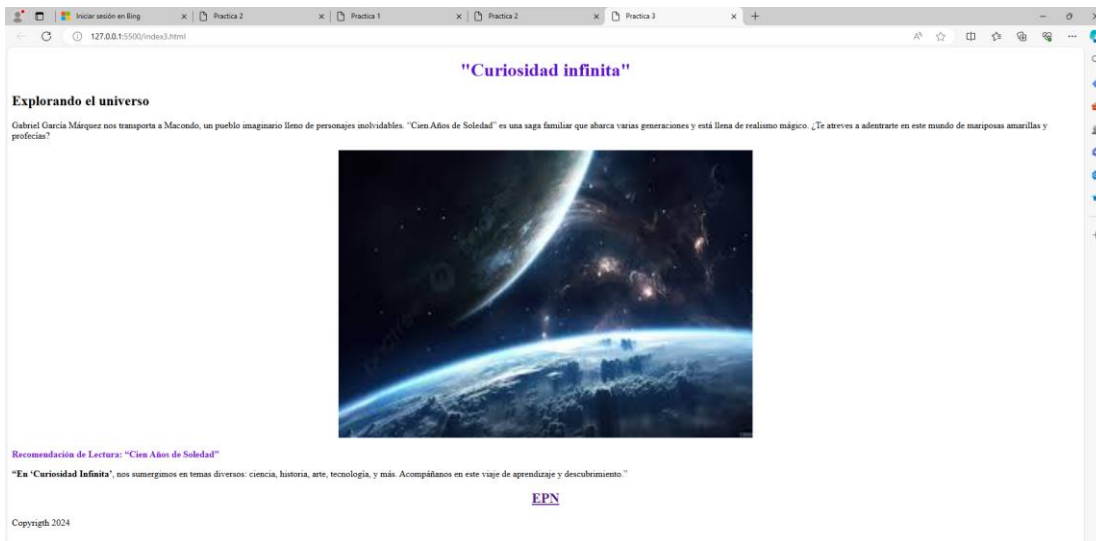 Iniciar sesión en Bing
Practica 2
Practica 1
Practica 2
Practica 3
127.0.0.1:5500/index3.html
"Curiosidad infinita"
Explorando el universo
Gabriel García Márquez nos transporta a Macondo, un pueblo imaginario lleno de personajes inolvidables. “Cien Años de Soledad” es una saga familiar que abarca varias generaciones y está llena de realismo mágico. ¿Te atreves a adentrarte en este mundo de mariposas amarillas y
profecías?
Recomendación de Lectura: “Cien Años de Soledad”
“En ‘Curiosidad Infinita’, nos sumergimos en temas diversos: ciencia, historia, arte, tecnología, y más. Acompáñanos en este viaje de aprendizaje y descubrimiento.”
EPN
Copyrigth 2024